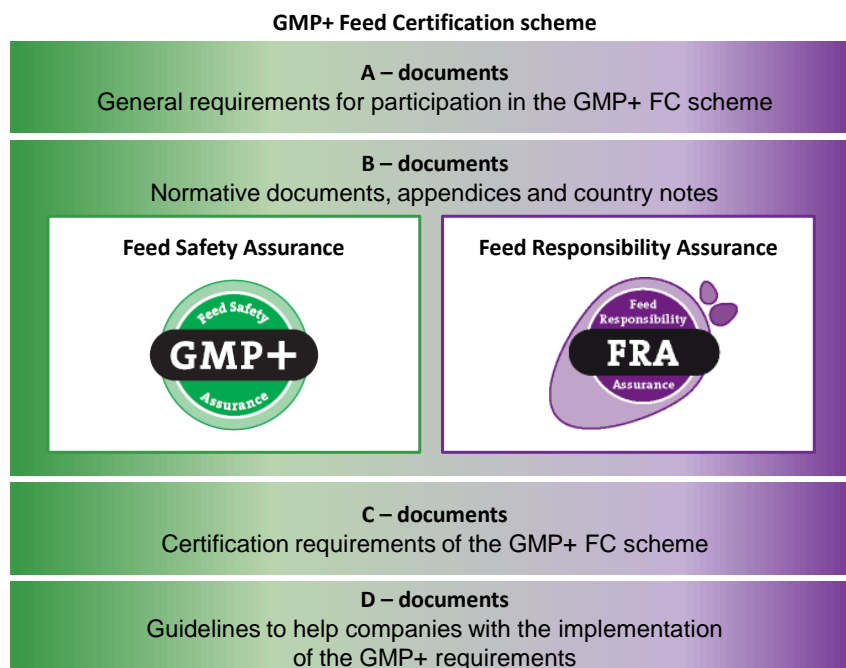 GMP+ Feed Certification scheme
A – documents
General requirements for participation in the GMP+ FC scheme
B – documents
Normative documents, appendices and country notes
Feed Safety Assurance
Feed Safety
GMP+
Assurance
Feed Responsibility Assurance
Feed
Responsibility
FRA
Assurance
C – documents
Certification requirements of the GMP+ FC scheme
D – documents
Guidelines to help companies with the implementation
of the GMP+ requirements